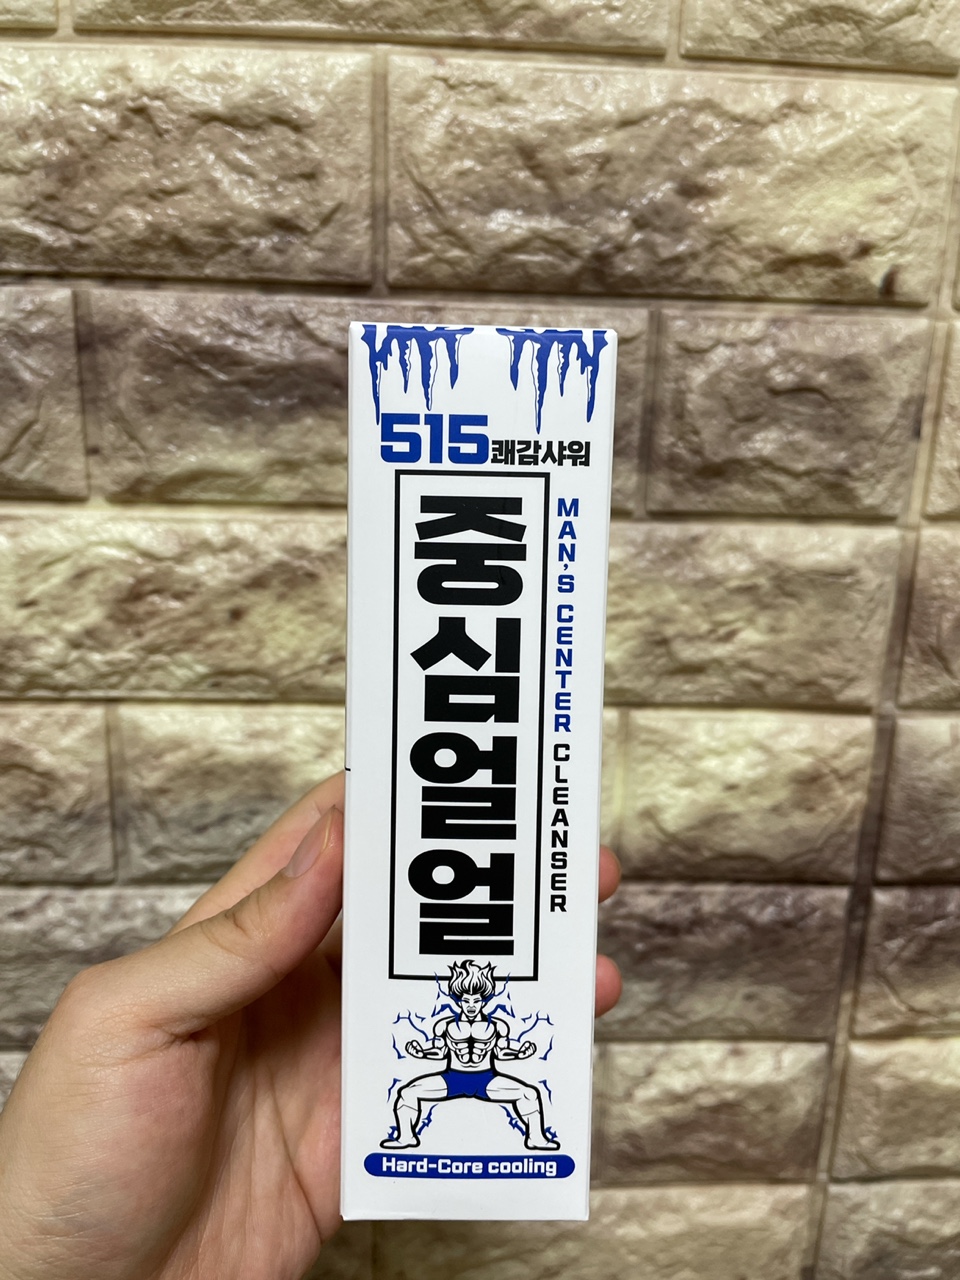 515쾌감샤워
중심얼얼
MAN'S CENTER CLEANSER
Hard-Core cooling